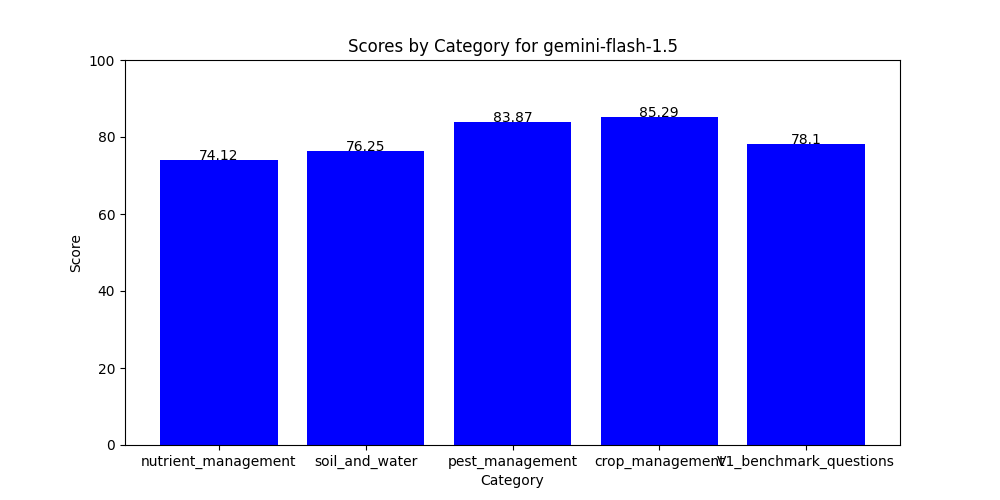 Scores by Category for gemini-flash-1.5
100
80
60
40
20
0
Score
74.12
76.25
83.87
85.29
78.1
nutrient_management
soil_and_water
pest_management
crop_management
V1_benchmark_questions
Category